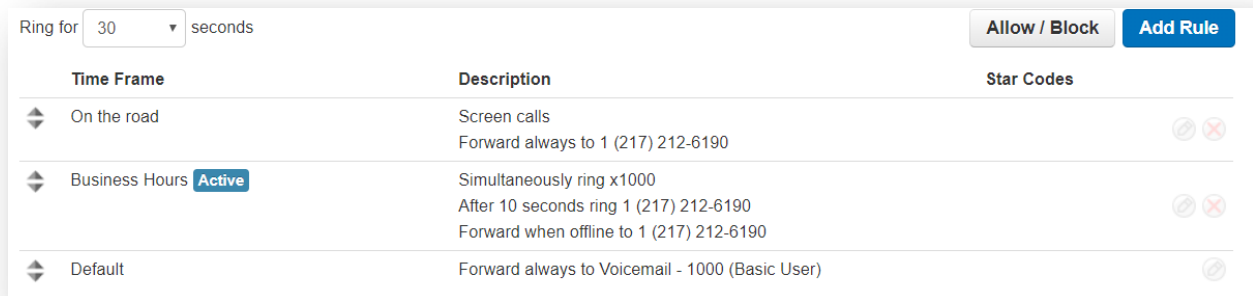 Ring for 30 seconds Allow / Block Add Rule
Time Frame Description Star Codes
On the road Screen calls
Forward always to 1 (217) 212-6190
Business Hours Active Simultaneously ring x1000
After 10 seconds ring 1 (217) 212-6190
Forward when offline to 1 (217) 212-6190
Default Forward always to Voicemail - 1000 (Basic User)